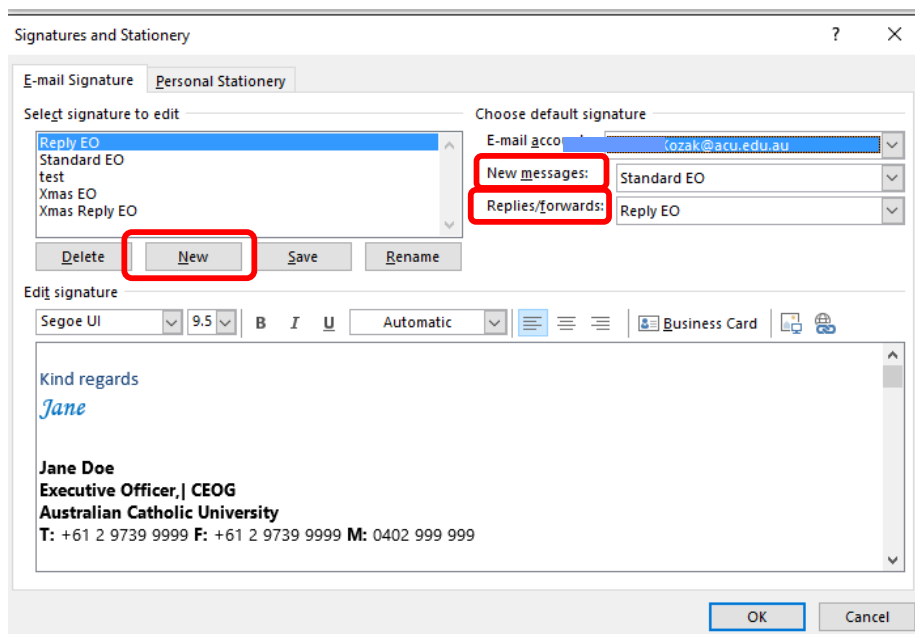 Signatures and Stationery ?
E-mail Signature Personal Stationery
Select signature to edit
Reply EO
Standard EO
test
Xmas EO
Xmas Reply EO
Delete New Save Rename
Choose default signature
E-mail ozak@acu.edu.au
New messages: Standard EO
Replies/forwards: Reply EO
Edit signature
Segoe UI 9.5 B I U Automatic Business Card
Kind regards
Jane
Jane Doe
Executive Officer,| CEOG
Australian Catholic University
T: +61 2 9739 9999 F: +61 2 9739 9999 M: 0402 999 999
OK Cancel